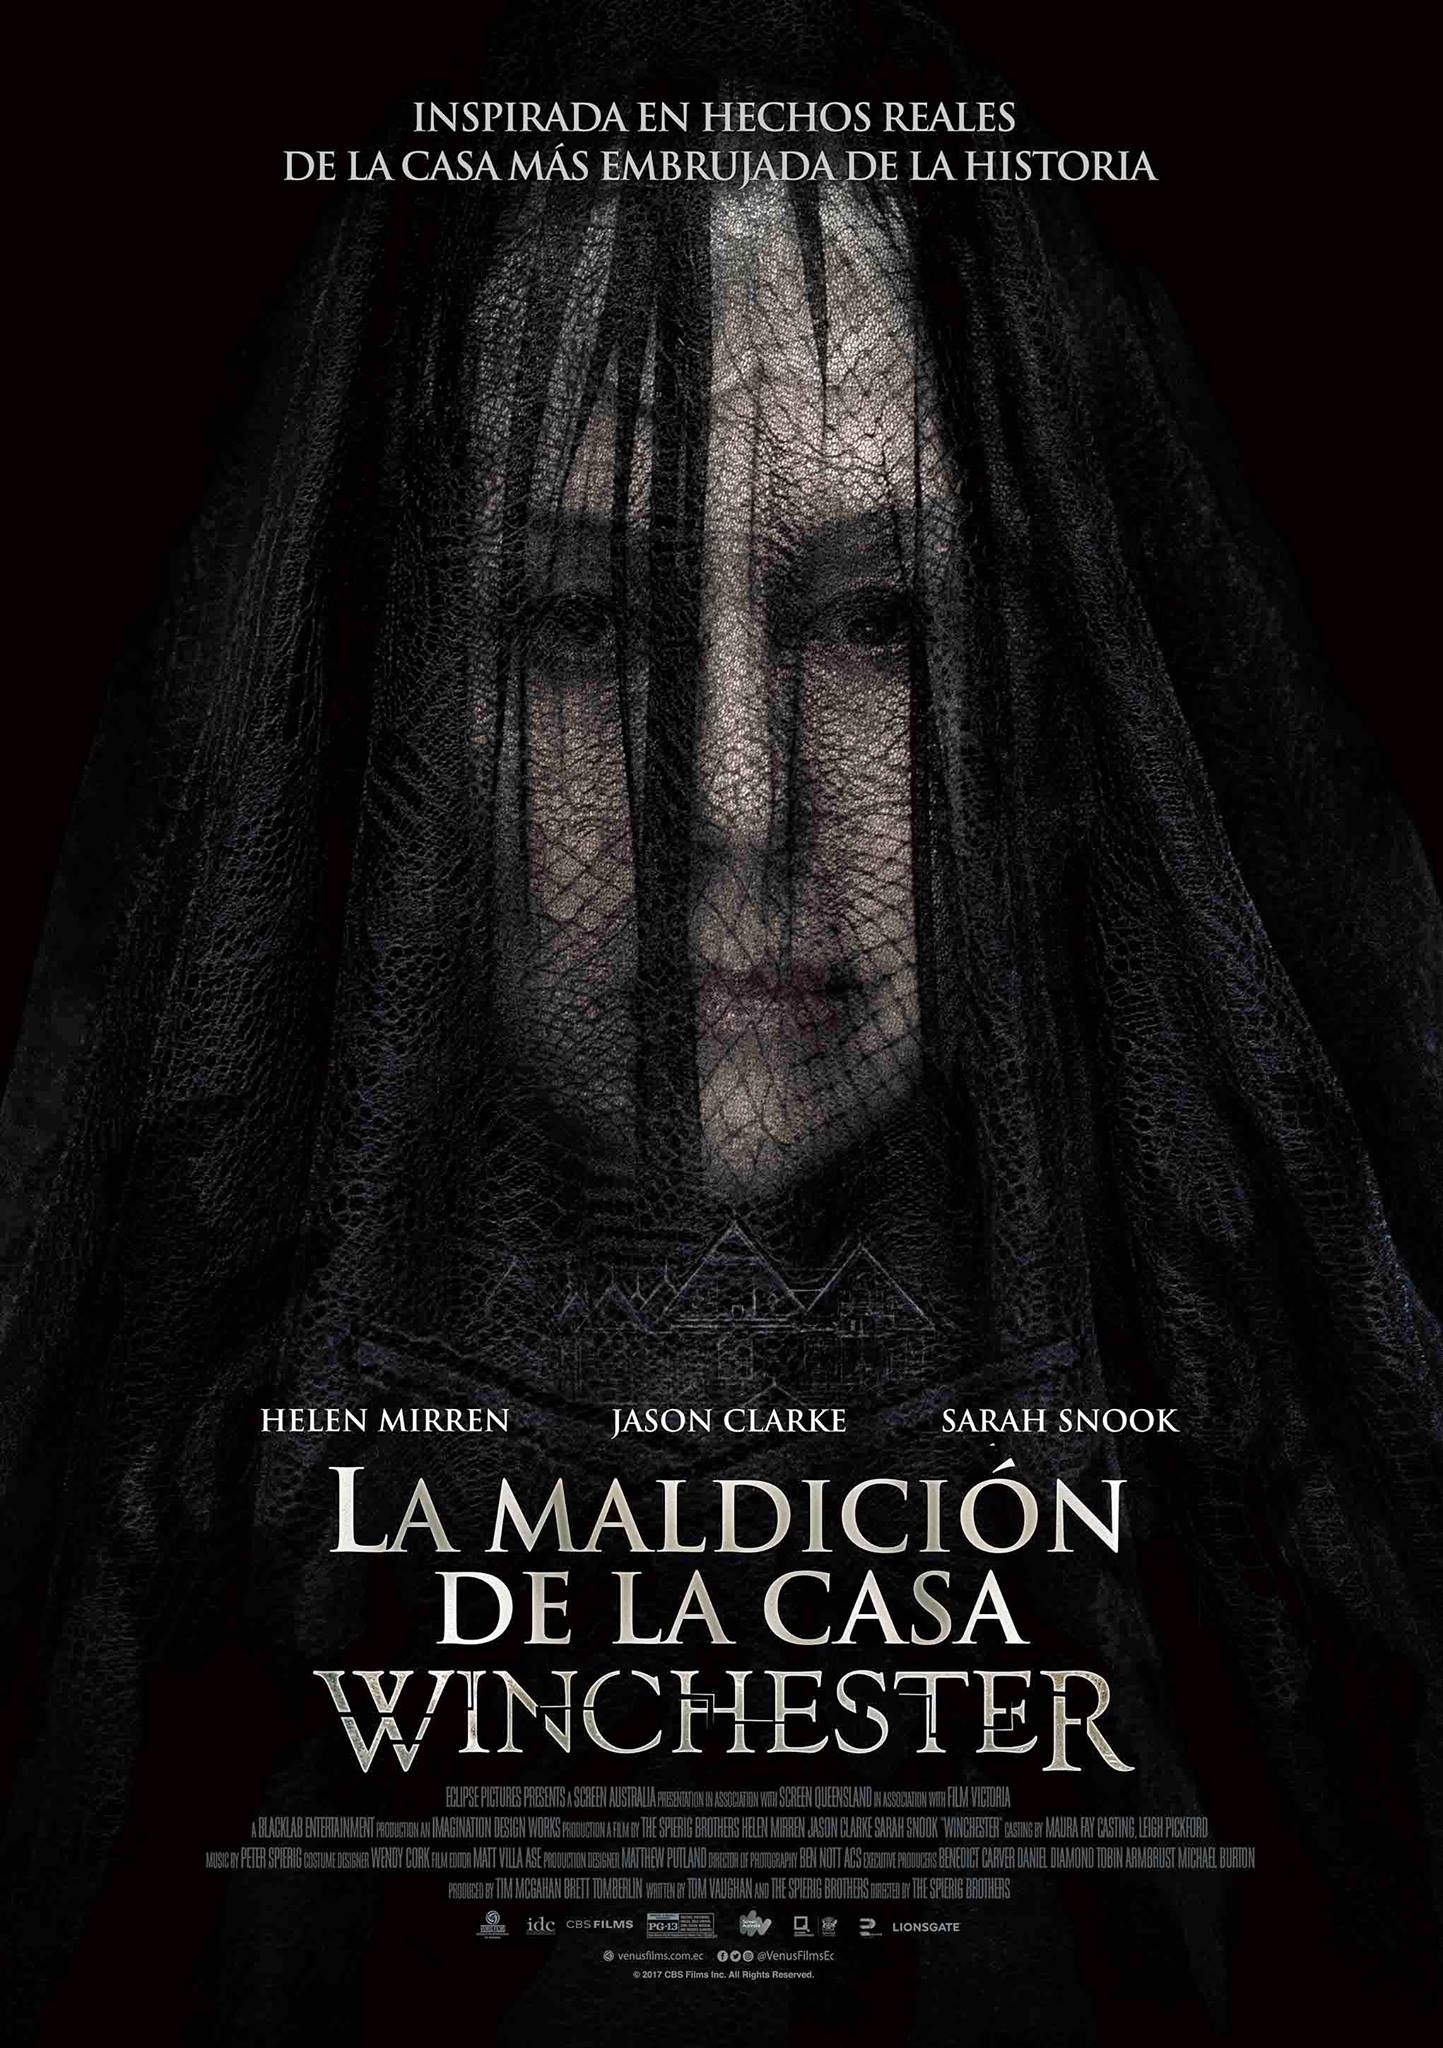 INSPIRADA EN HECHOS REALES
DE LA CASA MÁS EMBRUJADA DE LA HISTORIA
HELEN MIRREN JASON CLARKE SARAH SNOOK
LA MALDICIÓN
DE LA CASA
WINCHESTER
ECLIPSE PICTURES PRESENTS A SCREEN AUSTRALIA PRESENTATION IN ASSOCIATION WITH SCREEN QUEENSLAND IN ASSOCIATION WITH FILM VICTORIA
A BLACKLAB ENTERTAINMENT PRODUCTION AN IMAGINATION DESIGN WORKS PRODUCTION A FILM BY THE SPIERIG BROTHERS HELEN MIRREN JASON CLARKE SARAH SNOOK "WINCHESTER" CASTING BY MAURA FAY CASTING, LEIGH PICKFORD
MUSIC BY PETER SPIERIG COSTUME DESIGNER WENDY CORK FILM EDITOR MATT VILLA ASE PRODUCTION DESIGNER MATTHEW PUTLAND DIRECTOR OF PHOTOGRAPHY BEN NOTT ACS EXECUTIVE PRODUCERS BENEDICT CARVER DANIEL DIAMOND TOBIN ARMBRUST MICHAEL BURTON
PRODUCED BY TIM MCGAHAN BRETT TOMBERLIN WRITTEN BY TOM VAUGHAN AND THE SPIERIG BROTHERS DIRECTED BY THE SPIERIG BROTHERS
idc CBS FILMS PG-13 LIONSGATE
venusfilms.com.ec @VenusFilmsEc
© 2017 CBS Films Inc. All Rights Reserved.